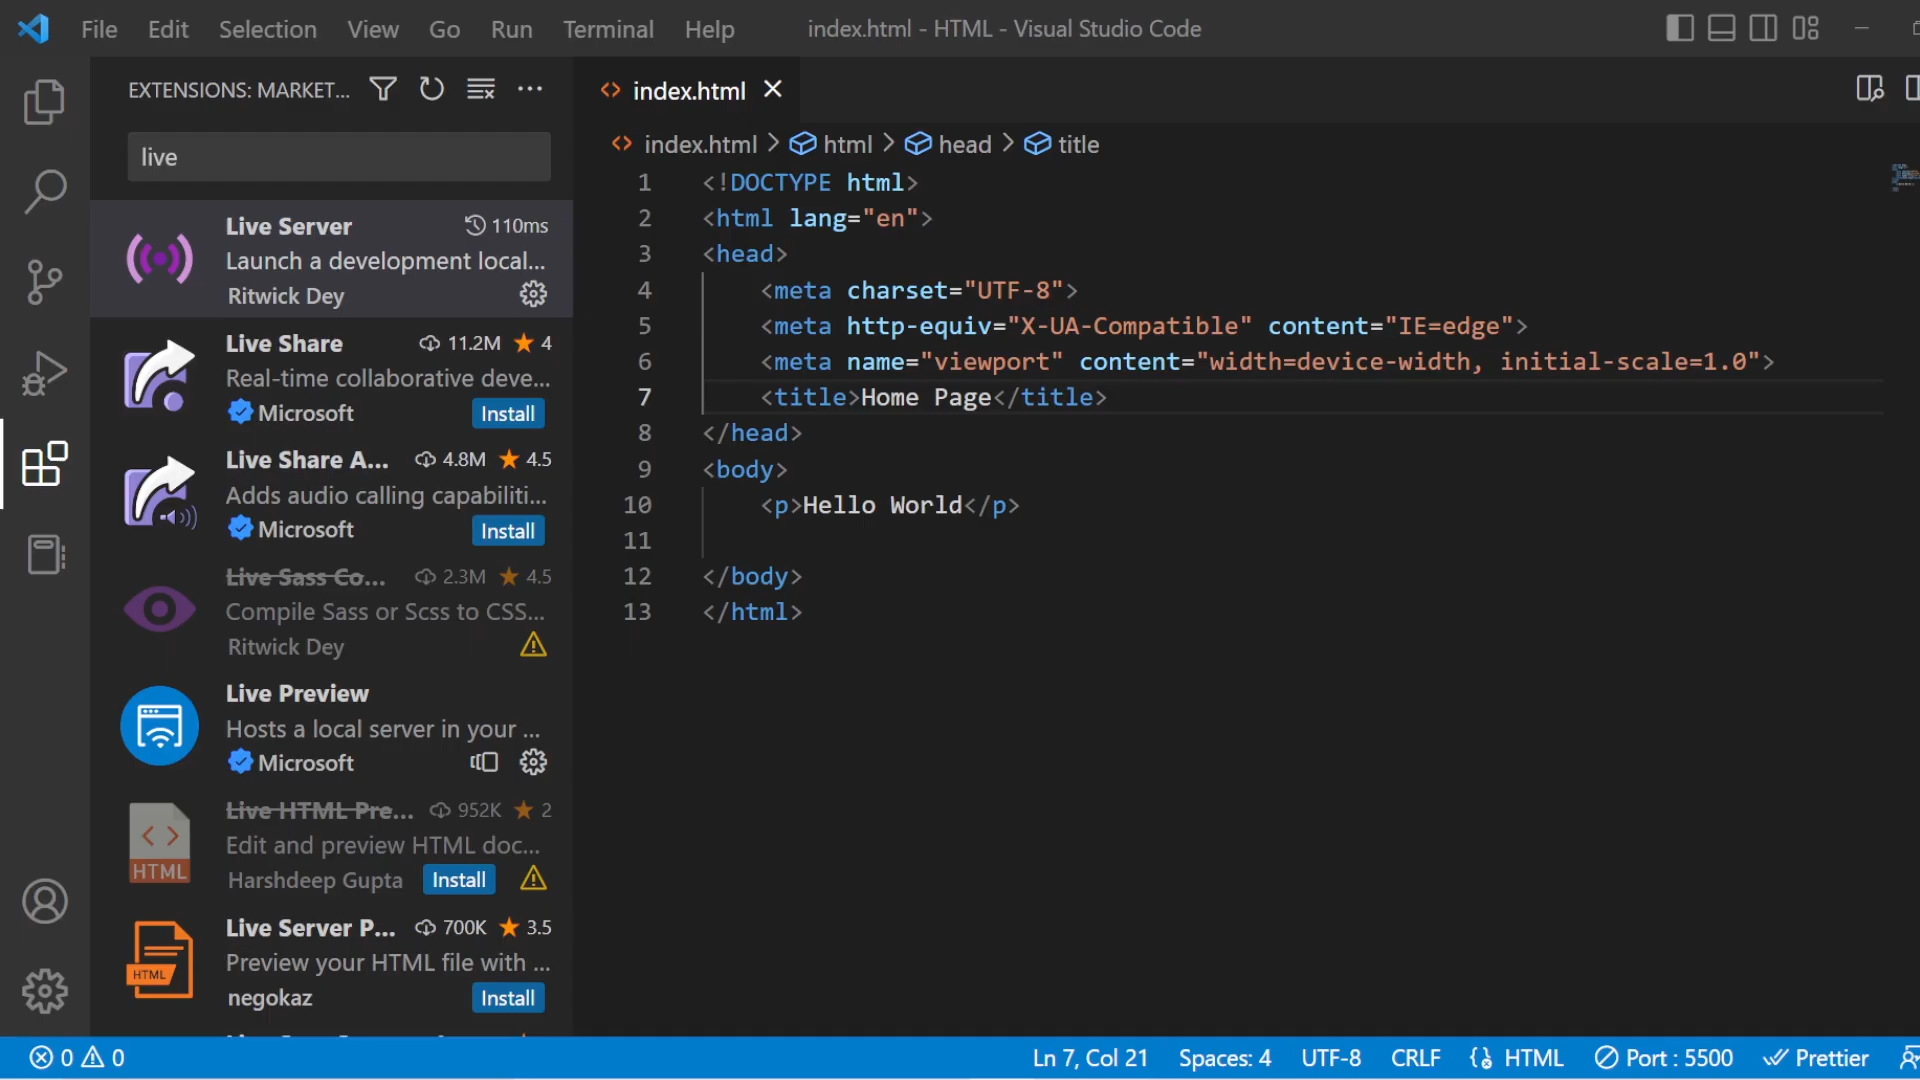 File Edit Selection View Go Run Terminal Help index.html - HTML - Visual Studio Code
EXTENSIONS: MARKET...
live
Live Server 110ms
Launch a development local...
Ritwick Dey
Live Share 11.2M 4
Real-time collaborative deve...
Microsoft Install
Live Share A... 4.8M 4.5
Adds audio calling capabiliti...
Microsoft Install
Live Sass Co... 2.3M 4.5
Compile Sass or Scss to CSS...
Ritwick Dey
Live Preview
Hosts a local server in your ...
Microsoft
HTML
Live HTML Pre... 952K 2
Edit and preview HTML doc...
Harshdeep Gupta Install
HTML
Live Server P... 700K 3.5
Preview your HTML file with ...
negokaz Install
index.html
index.html > html > head > title
1 <!DOCTYPE html>
2 <html lang="en">
3 <head>
4 <meta charset="UTF-8">
5 <meta http-equiv="X-UA-Compatible" content="IE=edge">
6 <meta name="viewport" content="width=device-width, initial-scale=1.0">
7 <title>Home Page</title>
8 </head>
9 <body>
10 <p>Hello World</p>
11
12 </body>
13 </html>
0 0 Ln 7, Col 21 Spaces: 4 UTF-8 CRLF HTML Port : 5500 Prettier